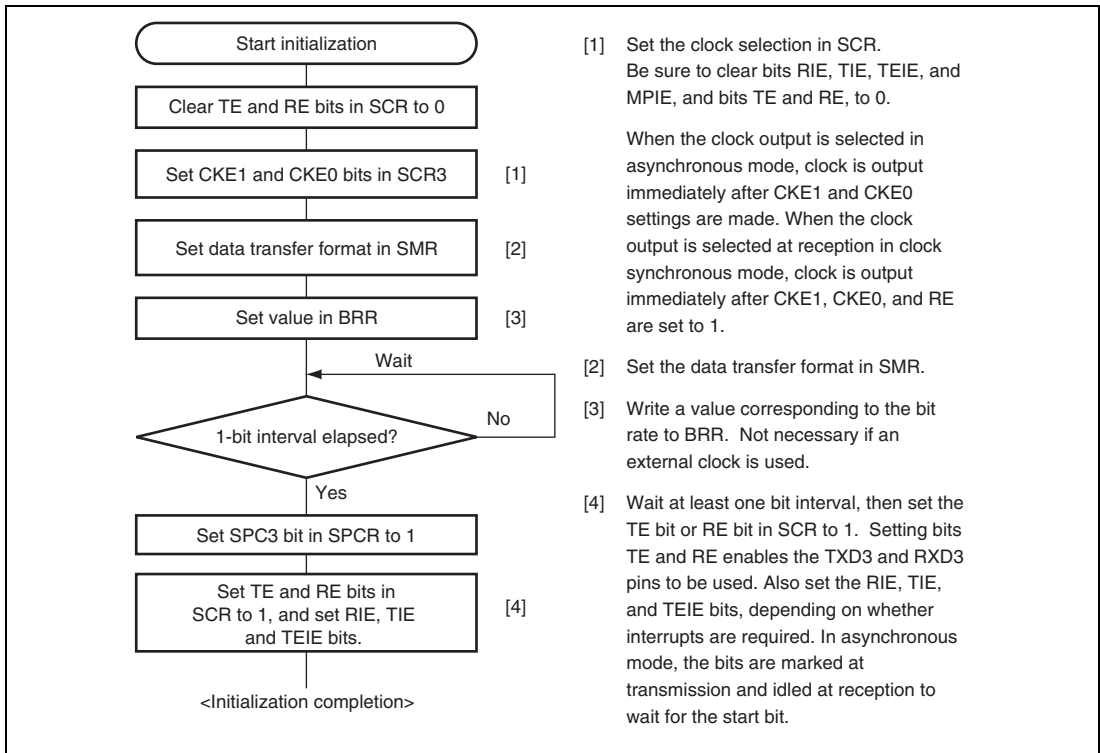 Start initialization
Clear TE and RE bits in SCR to 0
Set CKE1 and CKE0 bits in SCR3
[1]
Set data transfer format in SMR
[2]
Set value in BRR
[3]
Wait
1-bit interval elapsed?
No
Yes
Set SPC3 bit in SPCR to 1
Set TE and RE bits in
SCR to 1, and set RIE, TIE
and TEIE bits.
[4]
<Initialization completion>
[1] Set the clock selection in SCR.
Be sure to clear bits RIE, TIE, TEIE, and
MPIE, and bits TE and RE, to 0.
When the clock output is selected in
asynchronous mode, clock is output
immediately after CKE1 and CKE0
settings are made. When the clock
output is selected at reception in clock
synchronous mode, clock is output
immediately after CKE1, CKE0, and RE
are set to 1.
[2] Set the data transfer format in SMR.
[3] Write a value corresponding to the bit
rate to BRR. Not necessary if an
external clock is used.
[4] Wait at least one bit interval, then set the
TE bit or RE bit in SCR to 1. Setting bits
TE and RE enables the TXD3 and RXD3
pins to be used. Also set the RIE, TIE,
and TEIE bits, depending on whether
interrupts are required. In asynchronous
mode, the bits are marked at
transmission and idled at reception to
wait for the start bit.